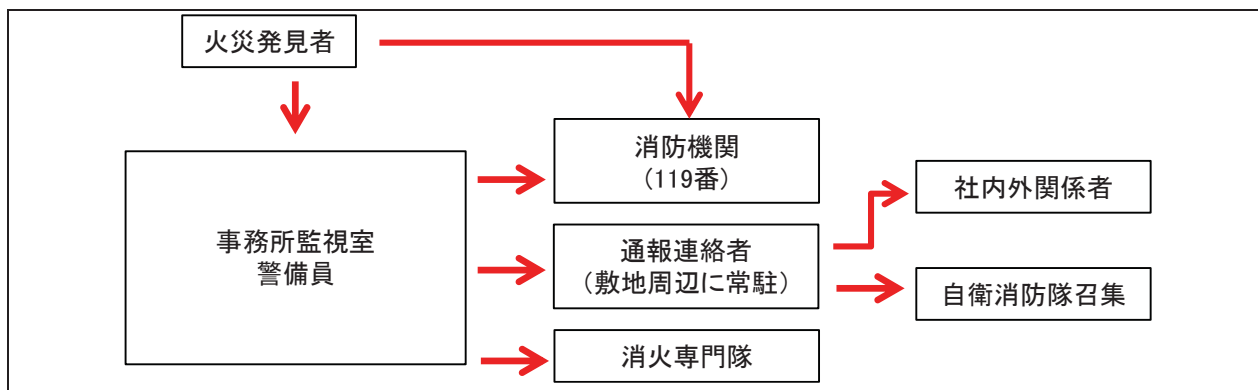 火災発見者
消防機関
(119番)
社内外関係者
事務所監視室
警備員
通報連絡者
(敷地周辺に常駐)
自衛消防隊召集
消火専門隊